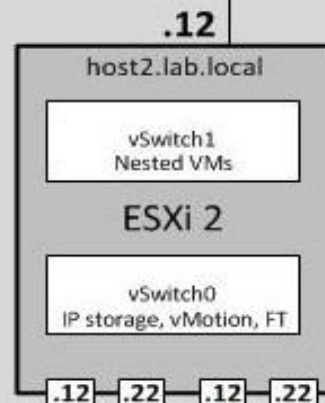 .12
host2.lab.local
vSwitch1
Nested VMs
ESXi 2
vSwitch0
IP storage, vMotion, FT
.12 .22 .12 .22